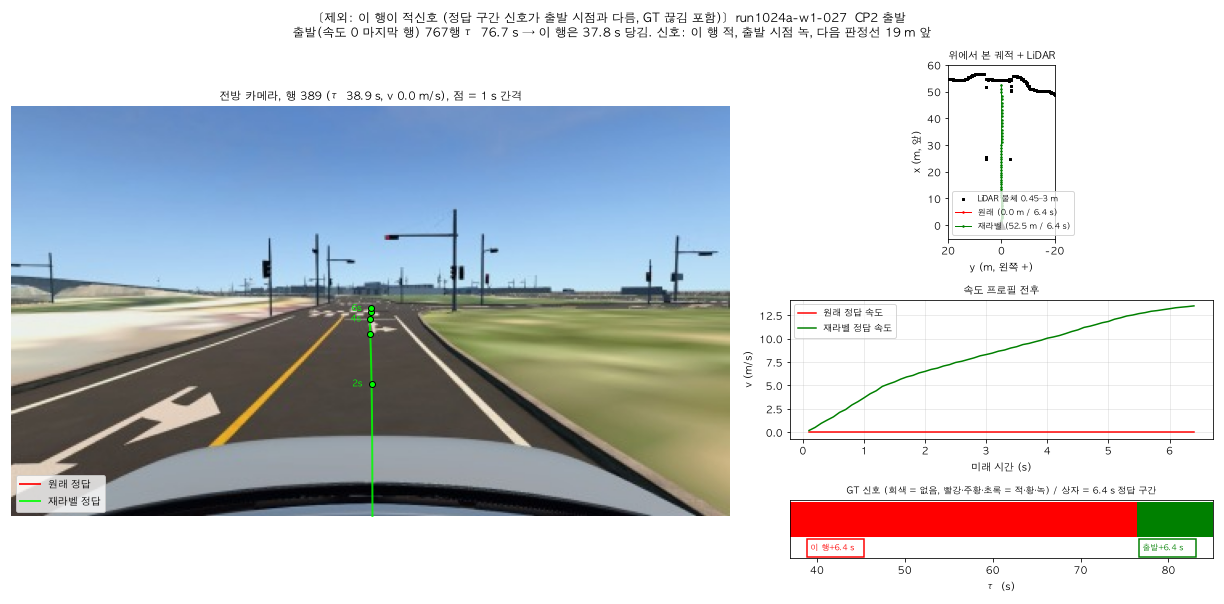 〔제외: 이 행이 적신호 (정답 구간 신호가 출발 시점과 다름, GT 끊김 포함)〕 run1024a-w1-027  CP2 출발
출발(속도 0 마지막 행) 767행 τ  76.7 s → 이 행은 37.8 s 당김. 신호: 이 행 적, 출발 시점 녹, 다음 판정선 19 m 앞
전방 카메라, 행 389 (τ  38.9 s, v 0.0 m/s), 점 = 1 s 간격
2s
원래 정답
재라벨 정답
위에서 본 궤적 + LiDAR
60
50
40
30
20
10
0
20
0
-20
x (m, 앞)
y (m, 왼쪽 +)
LiDAR 물체 0.45-3 m
원래 (0.0 m / 6.4 s)
재라벨 (52.5 m / 6.4 s)
속도 프로필 전후
원래 정답 속도
재라벨 정답 속도
12.5
10.0
7.5
5.0
2.5
0.0
v (m/s)
0 1 2 3 4 5 6
미래 시간 (s)
GT 신호 (회색 = 없음, 빨강·주황·초록 = 적·황·녹) / 상자 = 6.4 s 정답 구간
이 행+6.4 s
출발+6.4 s
40 50 60 70 80
τ  (s)